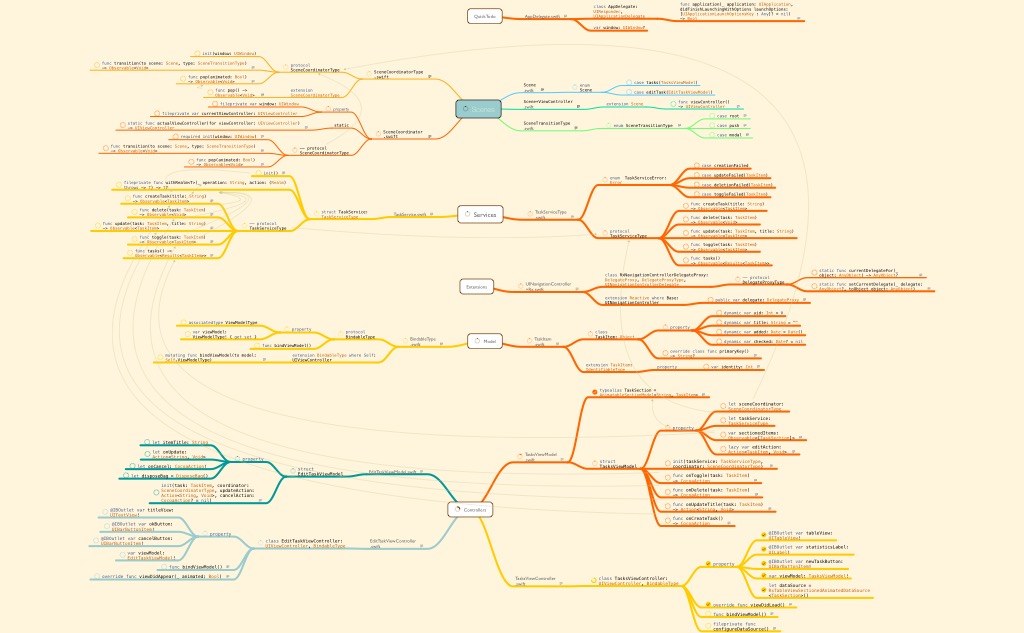 QuickTodo
AppDelegate.swift
class AppDelegate:
UIResponder,
UIApplicationDelegate
func application(_ application: UIApplication,
didFinishLaunchingWithOptions launchOptions:
[UIApplicationLaunchOptionsKey : Any]? = nil)
-> Bool
var window: UIWindow?
init(window: UIWindow)
func transition(to scene: Scene, type: SceneTransitionType)
-> Observable<Void>
func pop(animated: Bool)
-> Observable<Void>
protocol
SceneCoordinatorType
func pop() ->
Observable<Void>
extension
SceneCoordinatorType
SceneCoordinatorType
.swift
fileprivate var window: UIWindow
fileprivate var currentViewController: UIViewController
property
static func actualViewController(for viewController: UIViewController)
-> UIViewController
static
SceneCoordinator
.swift
required init(window: UIWindow)
func transition(to scene: Scene, type: SceneTransitionType)
-> Observable<Void>
func pop(animated: Bool)
-> Observable<Void>
protocol
SceneCoordinatorType
Scene
.swift
enum
Scene
case tasks(TasksViewModel)
case editTask(EditTaskViewModel)
Scene+ViewController
.swift
extension Scene
func viewController()
-> UIViewController
SceneTransitionType
.swift
enum SceneTransitionType
case root
case push
case modal
init()
fileprivate func withRealm<T>(_ operation: String, action: (Realm)
throws -> T) -> T?
func createTask(title: String)
-> Observable<TaskItem>
func delete(task: TaskItem)
-> Observable<Void>
func update(task: TaskItem, title: String)
-> Observable<TaskItem>
func toggle(task: TaskItem)
-> Observable<TaskItem>
func tasks() ->
Observable<Results<TaskItem>>
protocol
TaskServiceType
struct TaskService:
TaskServiceType
TaskService.swift
Services
TaskServiceType
.swift
enum TaskServiceError:
Error
case creationFailed
case updateFailed(TaskItem)
case deletionFailed(TaskItem)
case toggleFailed(TaskItem)
protocol
TaskServiceType
func createTask(title: String)
-> Observable<TaskItem>
func delete(task: TaskItem)
-> Observable<Void>
func update(task: TaskItem, title: String)
-> Observable<TaskItem>
func toggle(task: TaskItem)
-> Observable<TaskItem>
func tasks()
-> Observable<Results<TaskItem>>
Extensions
UINavigationController
class RxNavigationControllerDelegateProxy:
DelegateProxy, DelegateProxyType,
UINavigationControllerDelegate
protocol
DelegateProxyType
static func currentDelegateFor(_
object: AnyObject) -> AnyObject?
static func setCurrentDelegate(_ delegate:
AnyObject?, toObject object: AnyObject)
extension Reactive where Base:
UINavigationController
public var delegate: DelegateProxy
associatedtype ViewModelType
var viewModel:
ViewModelType! { get set }
property
func bindViewModel()
protocol
BindableType
mutating func bindViewModel(to model:
Self.ViewModelType)
extension BindableType where Self:
UIViewController
BindableType
.swift
Model
TaskItem
.swift
class
TaskItem: Object
property
dynamic var uid: Int = 0
dynamic var title: String = ""
dynamic var added: Date = Date()
dynamic var checked: Date? = nil
override class func primaryKey()
-> String?
extension TaskItem:
IdentifiableType
property
var identity: Int
let itemTitle: String
let onUpdate:
Action<String, Void>
let onCancel: CocoaAction!
let disposeBag = DisposeBag()
property
init(task: TaskItem, coordinator:
SceneCoordinatorType, updateAction:
Action<String, Void>, cancelAction:
CocoaAction? = nil)
struct
EditTaskViewModel
EditTaskViewModel.swift
@IBOutlet var titleView:
UITextView!
@IBOutlet var okButton:
UIBarButtonItem!
@IBOutlet var cancelButton:
UIBarButtonItem!
var viewModel:
EditTaskViewModel!
property
func bindViewModel()
override func viewDidAppear(_ animated: Bool)
class EditTaskViewController:
UIViewController, BindableType
EditTaskViewController
.swift
Controllers
TasksViewModel
.swift
typealias TaskSection =
AnimatableSectionModel<String, TaskItem>
struct
TasksViewModel
property
let sceneCoordinator:
SceneCoordinatorType
let taskService:
TaskServiceType
var sectionedItems:
Observable<[TaskSection]>
lazy var editAction:
Action<TaskItem, Void>
init(taskService: TaskServiceType,
coordinator: SceneCoordinatorType)
func onToggle(task: TaskItem)
-> CocoaAction
func onDelete(task: TaskItem)
-> CocoaAction
func onUpdateTitle(task: TaskItem)
-> Action<String, Void>
func onCreateTask()
-> CocoaAction
TasksViewController
.swift
class TasksViewController:
UIViewController, BindableType
property
@IBOutlet var tableView:
UITableView!
@IBOutlet var statisticsLabel:
UILabel!
@IBOutlet var newTaskButton:
UIBarButtonItem!
var viewModel: TasksViewModel!
let dataSource =
RxTableViewSectionedAnimatedDataSource
<TaskSection>()
override func viewDidLoad()
func bindViewModel()
fileprivate func
configureDataSource()